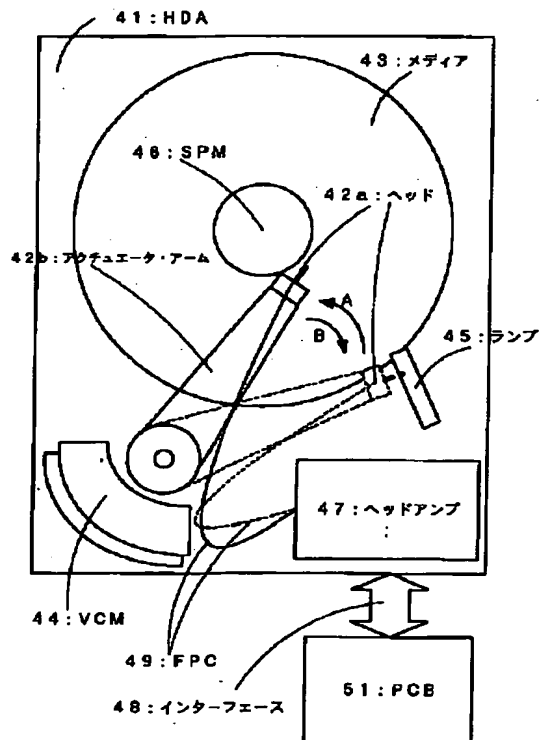 41:HDA
43:メディア
46:SPM
42a:ヘッド
42b:アクチュエータ・アーム
A
B
45:ランプ
47:ヘッドアンプ
:
44:VCM
49:FPC
48:インターフェース
51:PCB